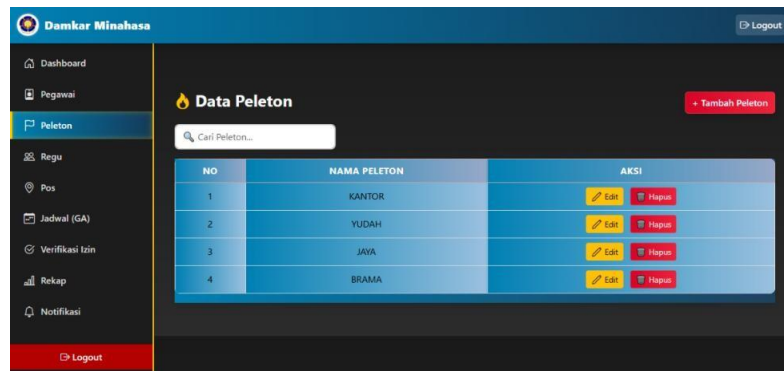 Damkar Minahasa
Logout
Dashboard
Pegawai
Peleton
Regu
Pos
Jadwal (GA)
Verifikasi Izin
Rekap
Notifikasi
Logout
Data Peleton
+ Tambah Peleton
Cari Peleton...
NO NAMA PELETON AKSI
1 KANTOR Edit Hapus
2 YUDAH Edit Hapus
3 JAYA Edit Hapus
4 BRAMA Edit Hapus